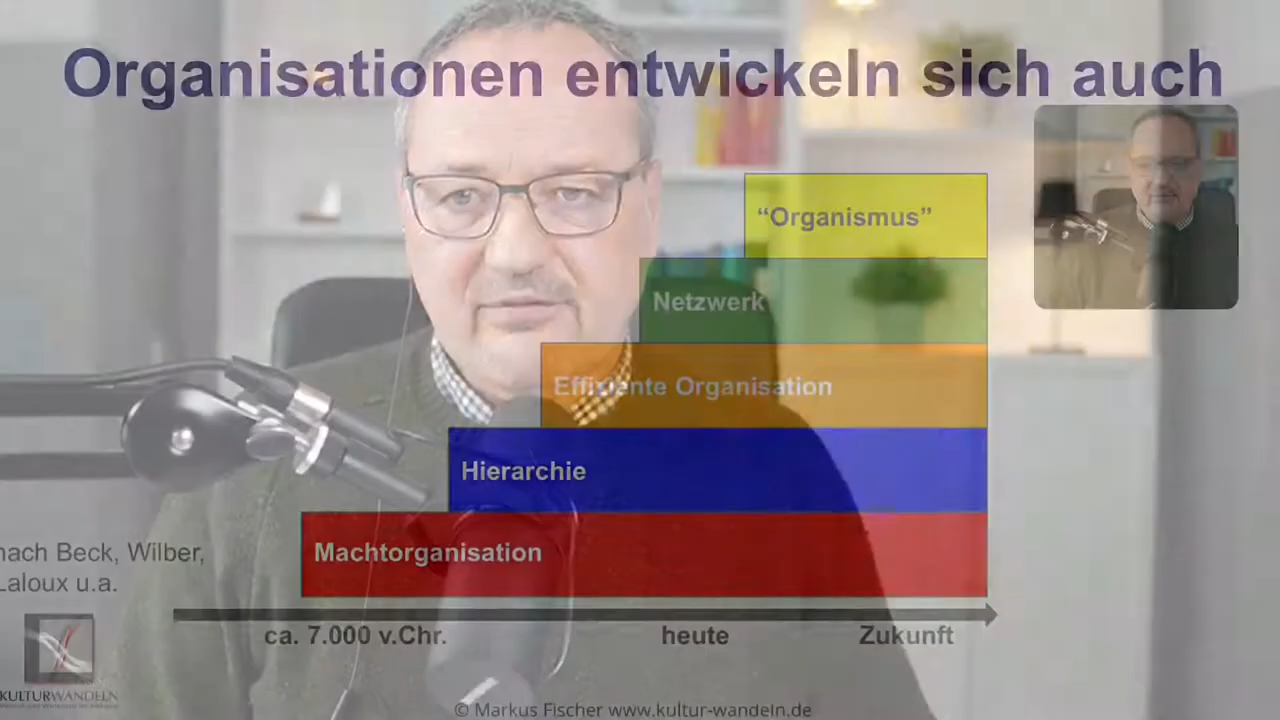 Organisationen entwickeln sich auch
“Organismus”
Netzwerk
Effiziente Organisation
Hierarchie
Machtorganisation
nach Beck, Wilber,
Laloux u.a.
ca. 7.000 v.Chr.
heute
Zukunft
KULTURWANDELN
© Markus Fischer www.kultur-wandeln.de